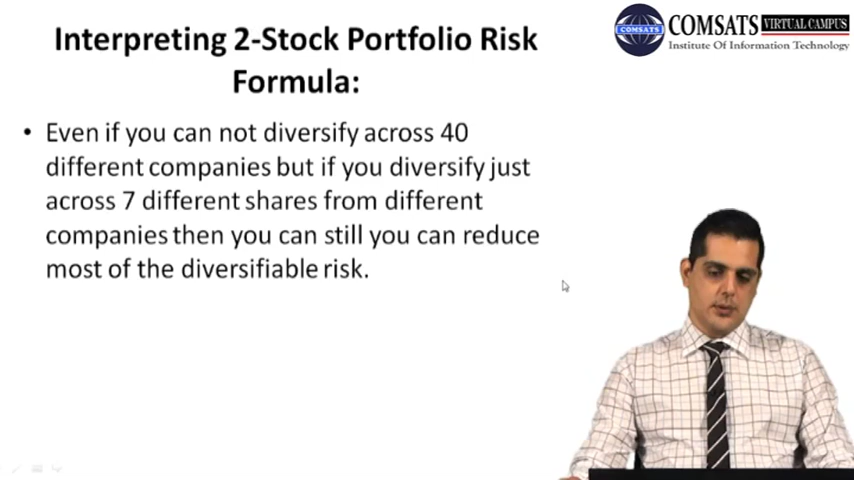 Interpreting 2-Stock Portfolio Risk
Formula:
COMSATS VIRTUAL CAMPUS
Institute Of Information Technology
COMSATS
• Even if you can not diversify across 40
different companies but if you diversify just
across 7 different shares from different
companies then you can still you can reduce
most of the diversifiable risk.